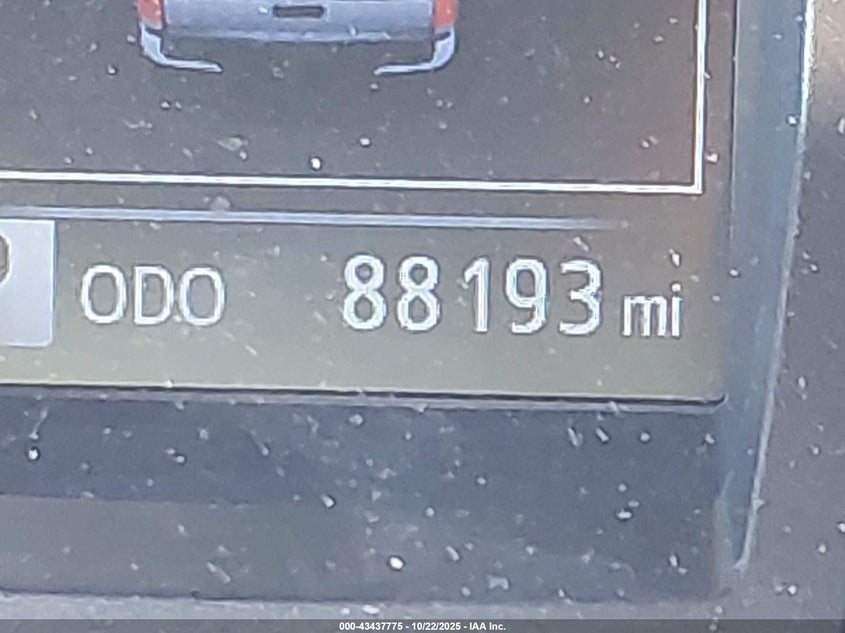 ODO 88193 mi
000-43437775 - 10/22/2025 - IAA Inc.